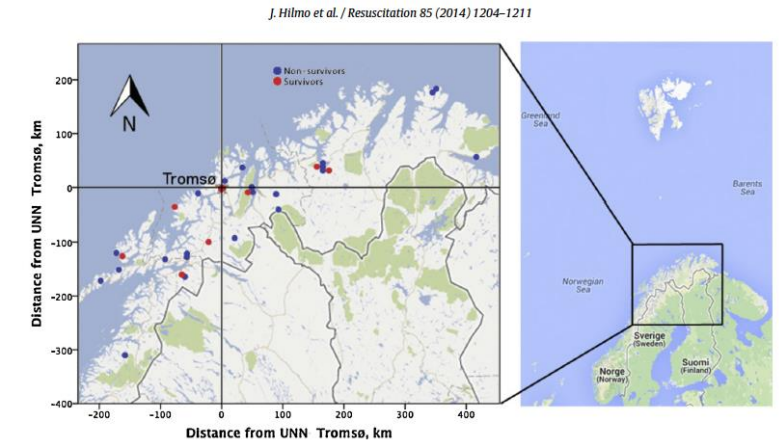 J. Hilmo et al. / Resuscitation 85 (2014) 1204–1211
Non-survivors
Survivors
N
Tromsø
Distance from UNN Tromsø, km
200
100
0
-100
-200
-300
-400
-200
-100
0
100
200
300
400
Distance from UNN Tromsø, km
Greenland
Sea
Barents
Sea
Norwegian
Sea
Sverige
(Sweden)
Norge
(Norway)
Suomi
(Finland)